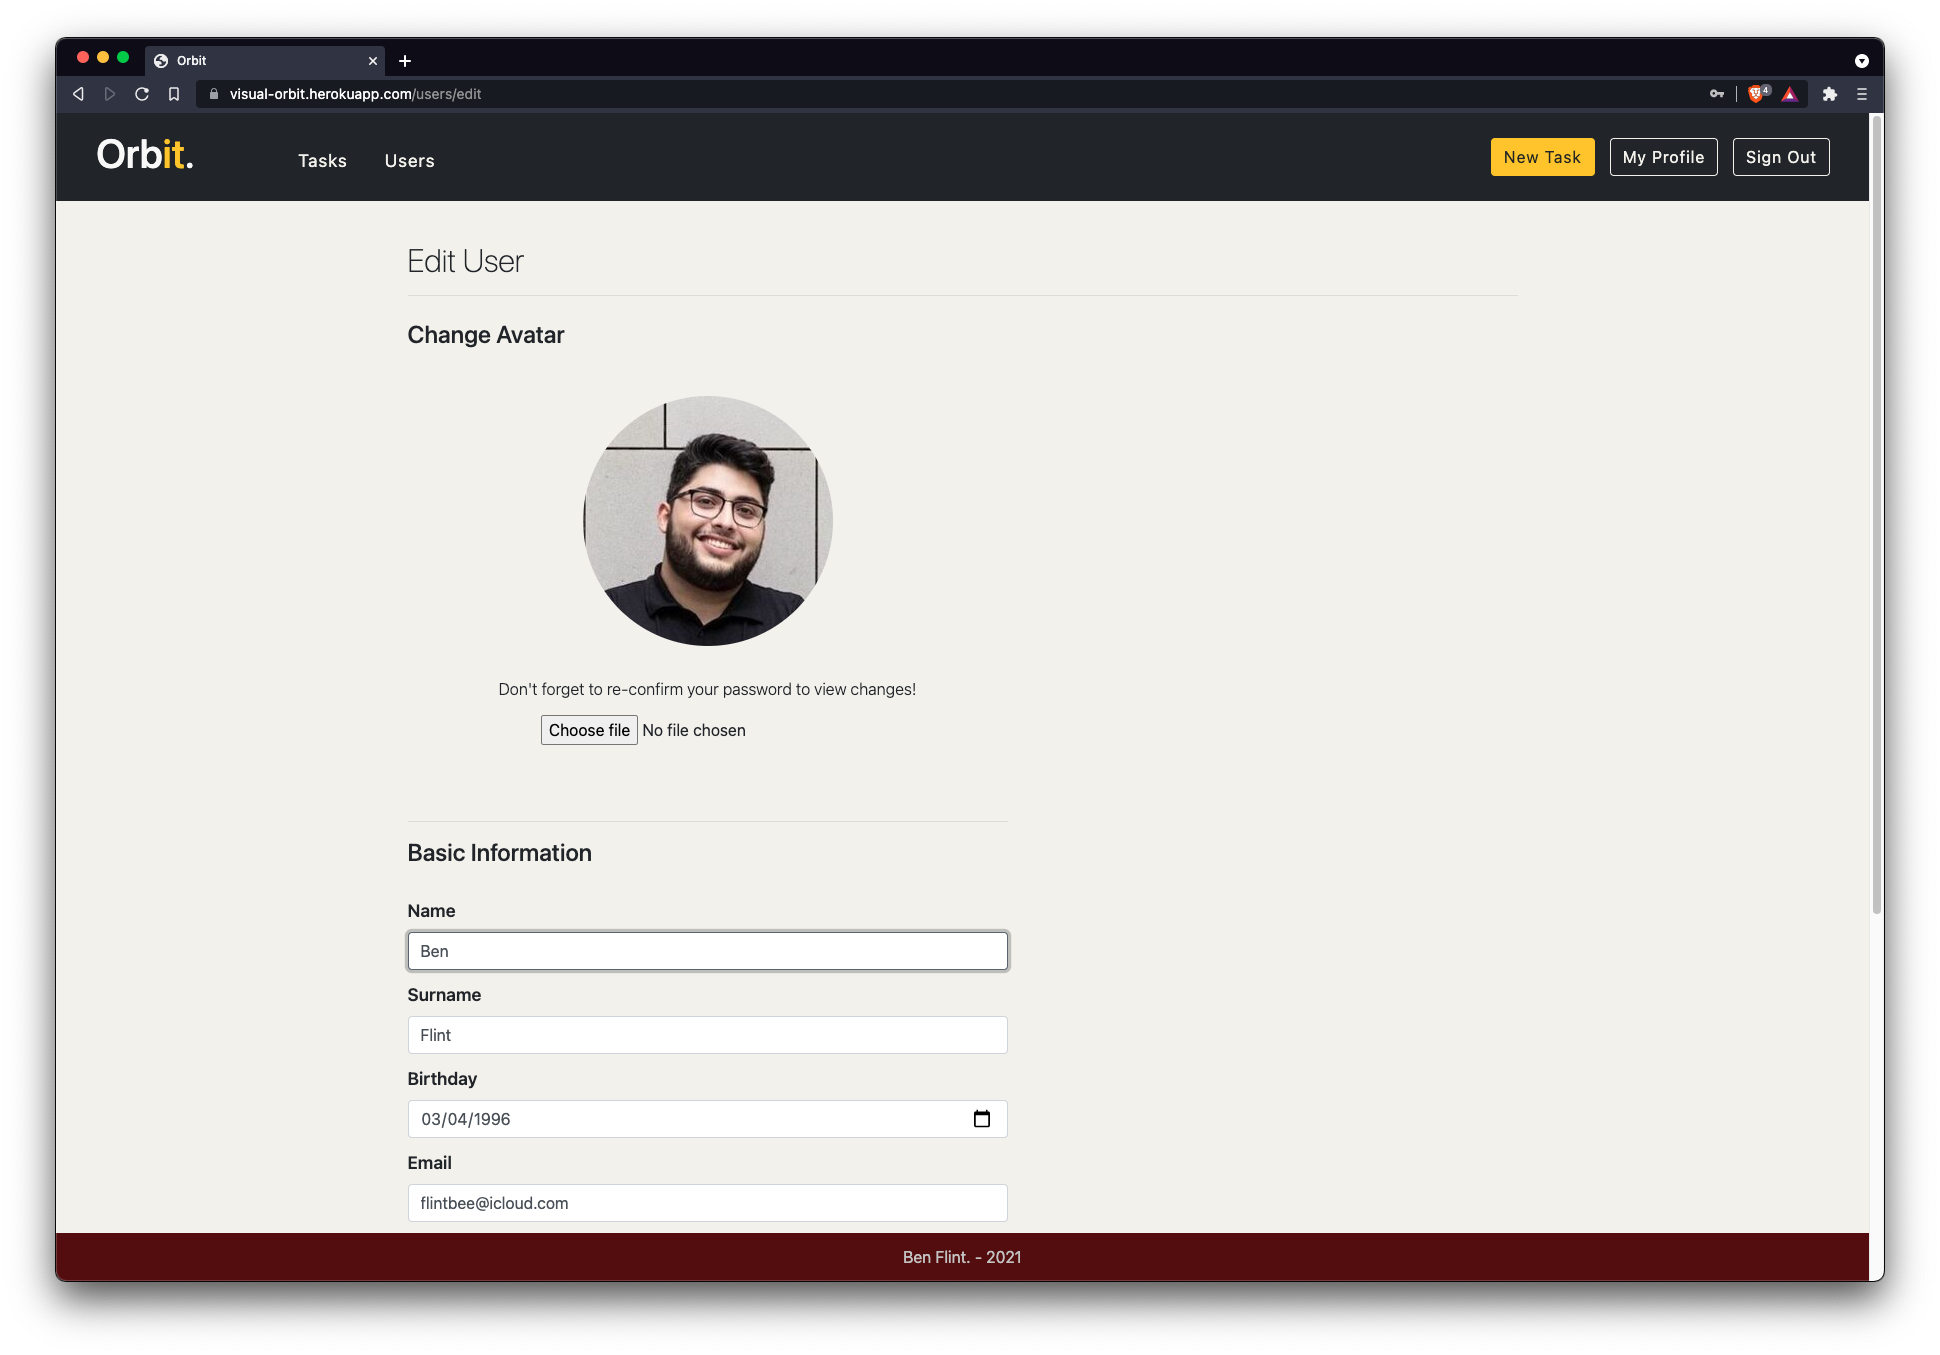 Orbit
visual-orbit.herokuapp.com/users/edit
4
Orbit.
Tasks
Users
New Task
My Profile
Sign Out
Edit User
Change Avatar
Don't forget to re-confirm your password to view changes!
Choose file No file chosen
Basic Information
Name
Ben
Surname
Flint
Birthday
03/04/1996
Email
flintbee@icloud.com
Ben Flint. - 2021